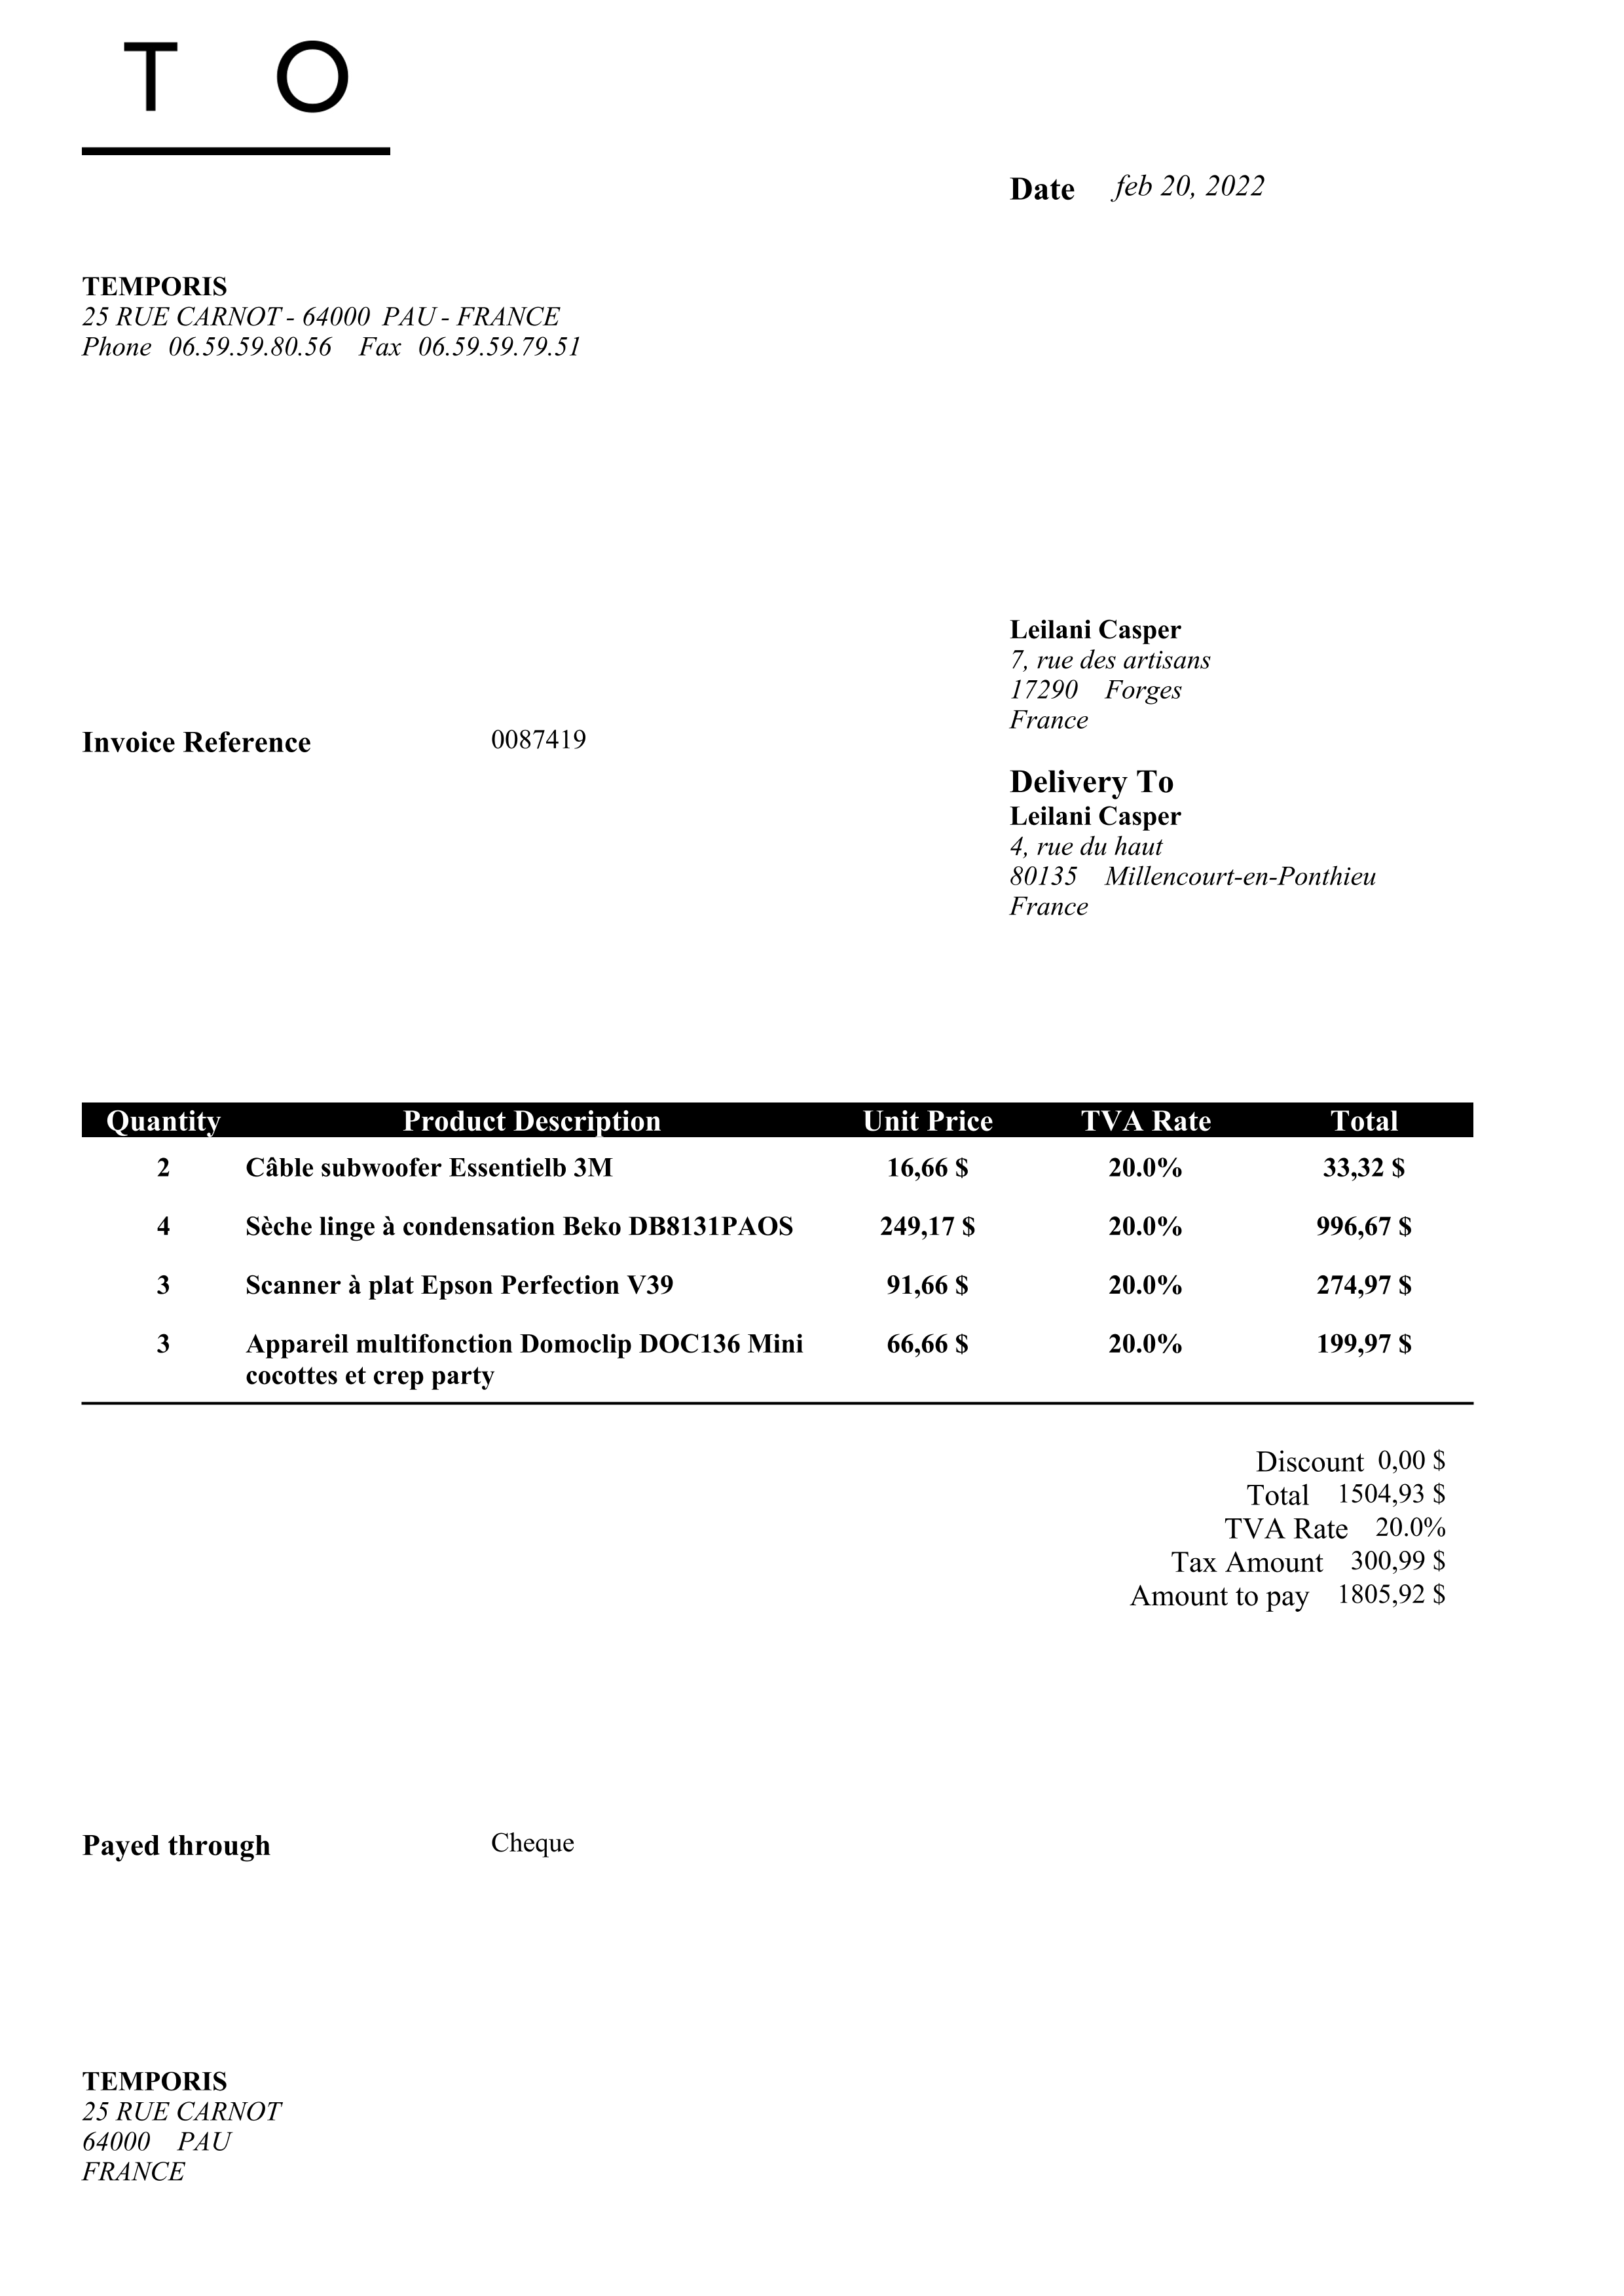 T O
Date feb 20, 2022
TEMPORIS
25 RUE CARNOT - 64000 PAU - FRANCE
Phone 06.59.59.80.56 Fax 06.59.59.79.51
Leilani Casper
7, rue des artisans
17290 Forges
France
Invoice Reference 0087419
Delivery To
Leilani Casper
4, rue du haut
80135 Millencourt-en-Ponthieu
France
Quantity Product Description Unit Price TVA Rate Total
2 Câble subwoofer Essentielb 3M 16,66 $ 20.0% 33,32 $
4 Sèche linge à condensation Beko DB8131PAOS 249,17 $ 20.0% 996,67 $
3 Scanner à plat Epson Perfection V39 91,66 $ 20.0% 274,97 $
3 Appareil multifonction Domoclip DOC136 Mini 66,66 $ 20.0% 199,97 $
cocottes et crep party
Discount 0,00 $
Total 1504,93 $
TVA Rate 20.0%
Tax Amount 300,99 $
Amount to pay 1805,92 $
Payed through Cheque
TEMPORIS
25 RUE CARNOT
64000 PAU
FRANCE